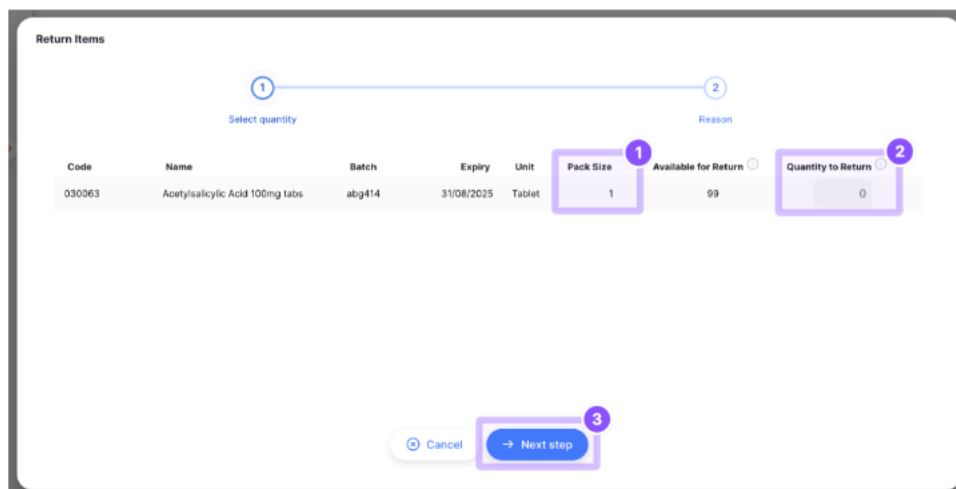 Return Items
1
2
Select quantity
Reason
1
2
Code Name Batch Expiry Unit Pack Size Available for Return Quantity to Return
030063 Acetylsalicylic Acid 100mg tabs abg414 31/08/2025 Tablet 1 99 0
3
Cancel Next step